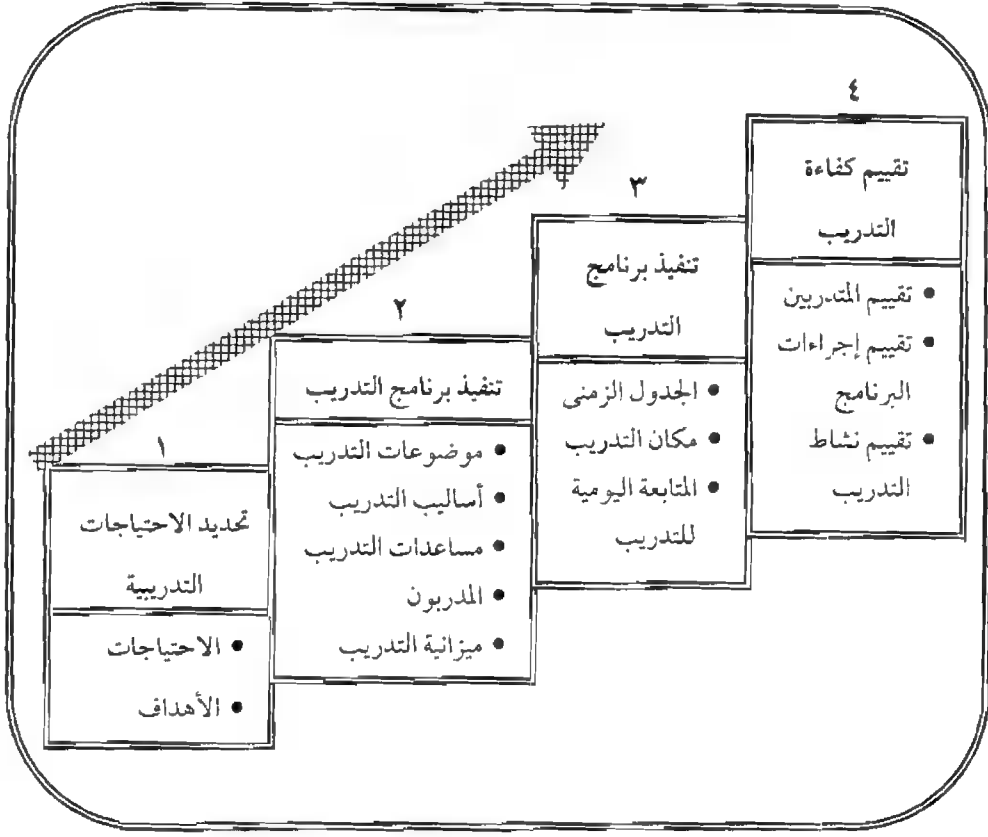 ١
تحديد الاحتياجات
التدريبية
• الاحتياجات
• الأهداف
٢
تنفيذ برنامج التدريب
• موضوعات التدريب
• أساليب التدريب
• مساعدات التدريب
• المدربون
• ميزانية التدريب
٣
تنفيذ برنامج
التدريب
• الجدول الزمنى
• مكان التدريب
• المتابعة اليومية
للتدريب
٤
تقييم كفاءة
التدريب
• تقييم المتدربين
• تقييم إجراءات
البرنامج
• تقييم نشاط
التدريب